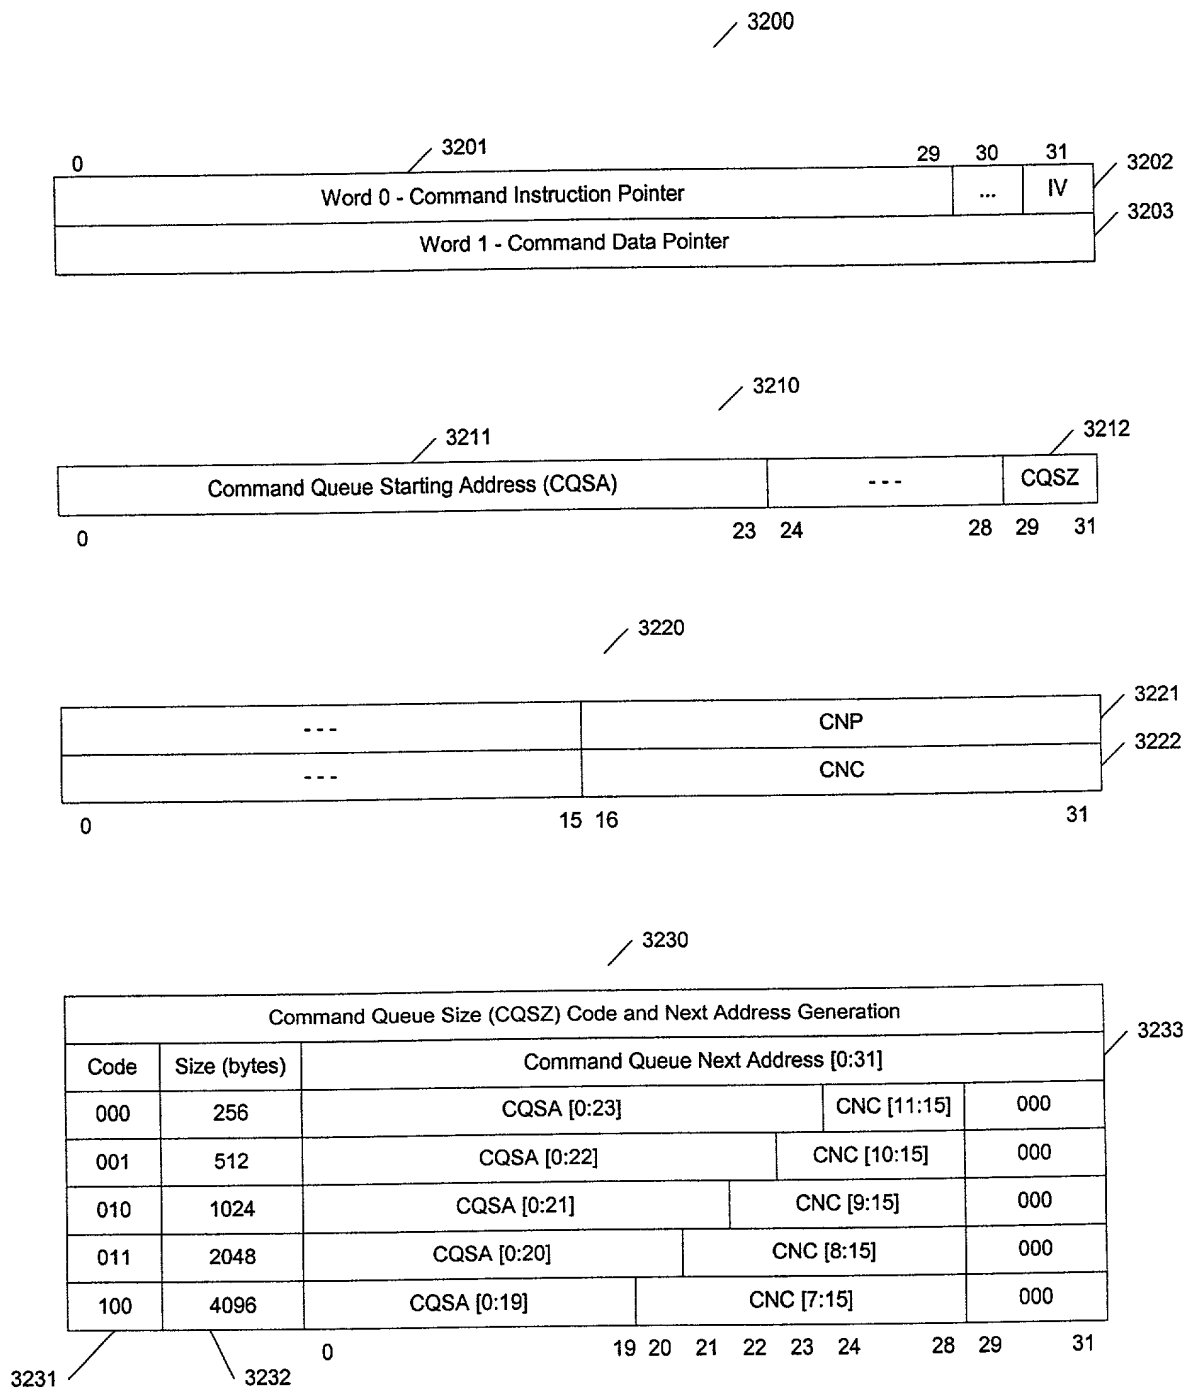 3200
0 3201 29 30 31 3202
Word 0 - Command Instruction Pointer ... IV
3203
Word 1 - Command Data Pointer
3210
3211 3212
Command Queue Starting Address (CQSA) - - - CQSZ
0 23 24 28 29 31
3220
3221
- - - CNP
3222
- - - CNC
0 15 16 31
3230
Command Queue Size (CQSZ) Code and Next Address Generation
3233
Code Size (bytes) Command Queue Next Address [0:31]
000 256 CQSA [0:23] CNC [11:15] 000
001 512 CQSA [0:22] CNC [10:15] 000
010 1024 CQSA [0:21] CNC [9:15] 000
011 2048 CQSA [0:20] CNC [8:15] 000
100 4096 CQSA [0:19] CNC [7:15] 000
0 19 20 21 22 23 24 28 29 31
3231 3232